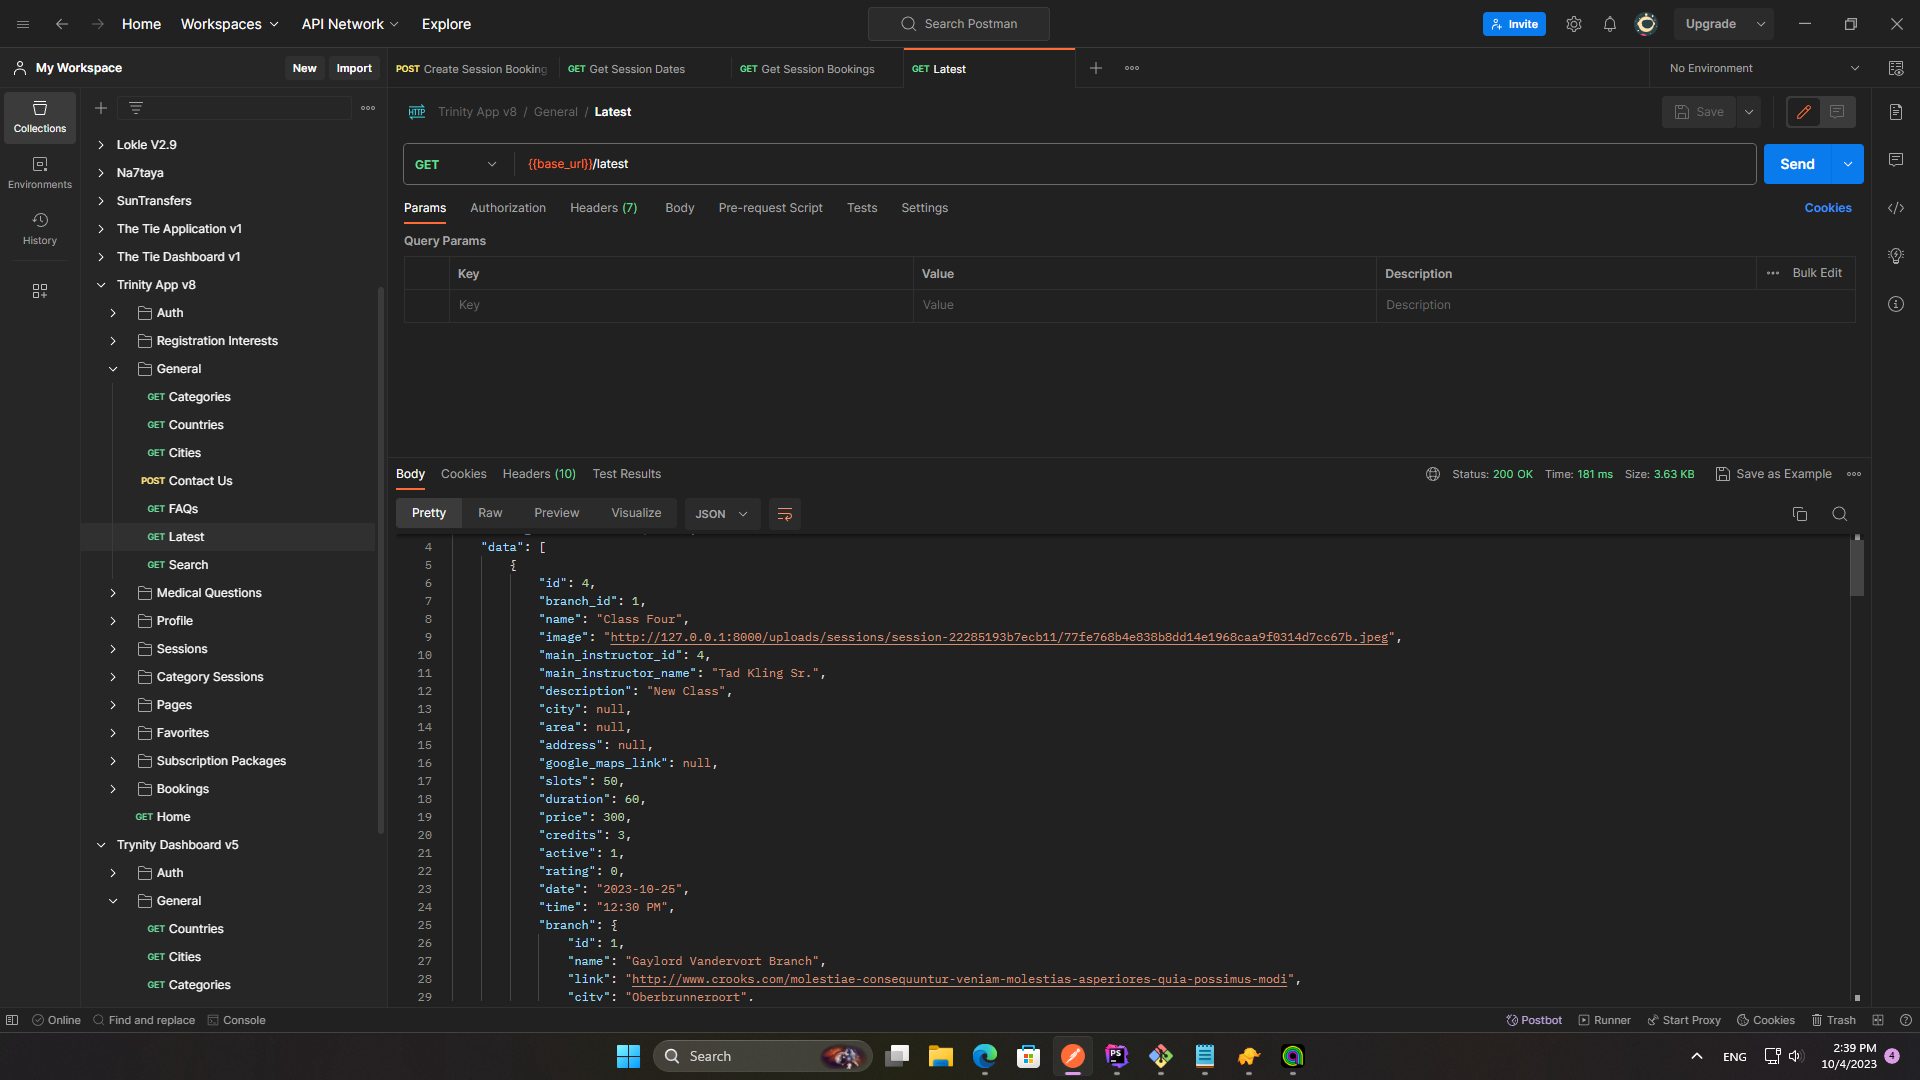 Home
Workspaces
API Network
Explore
Search Postman
Invite
Upgrade
My Workspace
New
Import
POST Create Session Booking
GET Get Session Dates
GET Get Session Bookings
GET Latest
No Environment
Collections
Environments
History
Lokle V2.9
Na7taya
SunTransfers
The Tie Application v1
The Tie Dashboard v1
Trinity App v8
Auth
Registration Interests
General
GET Categories
GET Countries
GET Cities
POST Contact Us
GET FAQs
GET Latest
GET Search
Medical Questions
Profile
Sessions
Category Sessions
Pages
Favorites
Subscription Packages
Bookings
GET Home
Trynity Dashboard v5
Auth
General
GET Countries
GET Cities
GET Categories
HTTP Trinity App v8 / General / Latest
Save
GET {{base_url}}/latest
Send
Params Authorization Headers (7) Body Pre-request Script Tests Settings
Cookies
Query Params
Key Value Description Bulk Edit
Key Value Description
Body Cookies Headers (10) Test Results
Status: 200 OK Time: 181 ms Size: 3.63 KB Save as Example
Pretty Raw Preview Visualize JSON
4 "data": [
5 {
6 "id": 4,
7 "branch_id": 1,
8 "name": "Class Four",
9 "image": "http://127.0.0.1:8000/uploads/sessions/session-22285193b7ecb11/77fe768b4e838b8dd14e1968caa9f0314d7cc67b.jpeg",
10 "main_instructor_id": 4,
11 "main_instructor_name": "Tad Kling Sr.",
12 "description": "New Class",
13 "city": null,
14 "area": null,
15 "address": null,
16 "google_maps_link": null,
17 "slots": 50,
18 "duration": 60,
19 "price": 300,
20 "credits": 3,
21 "active": 1,
22 "rating": 0,
23 "date": "2023-10-25",
24 "time": "12:30 PM",
25 "branch": {
26 "id": 1,
27 "name": "Gaylord Vandervort Branch",
28 "link": "http://www.crooks.com/molestiae-consequuntur-veniam-molestias-asperiores-quia-possimus-modi",
29 "city": "Oberbrunnerport",
Online
Find and replace
Console
Postbot
Runner
Start Proxy
Cookies
Trash
Search
PS
ENG
2:39 PM
10/4/2023
4